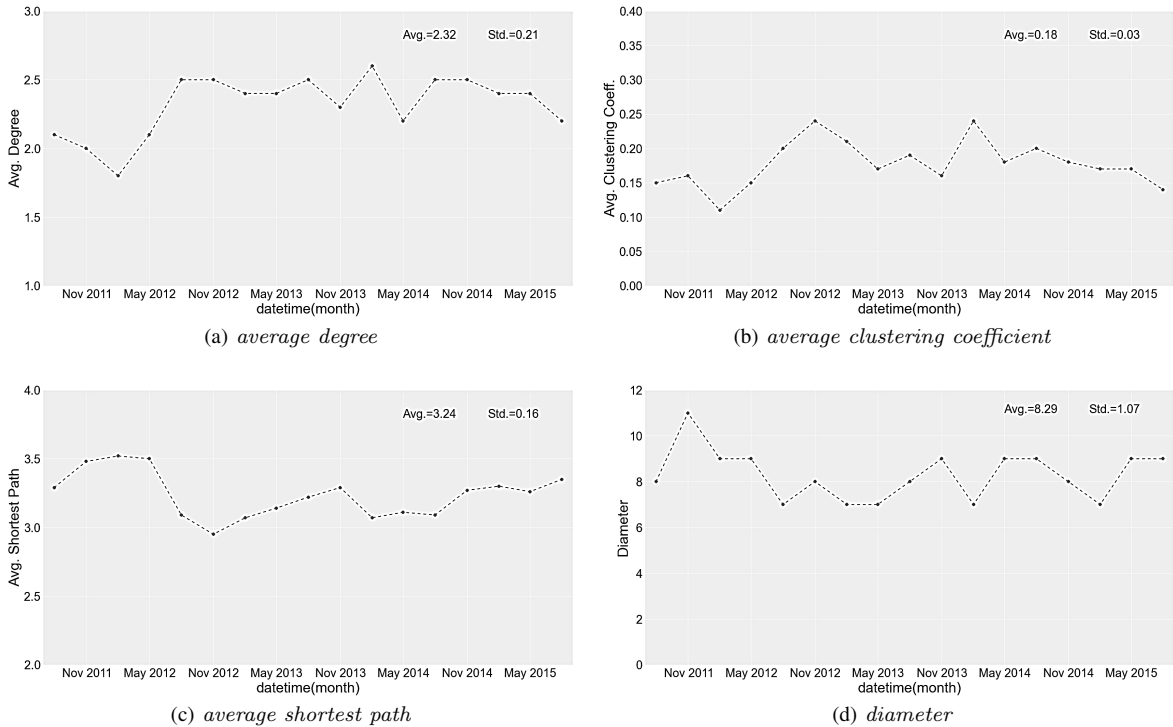 3.0
2.5
2.0
1.5
1.0
Avg. Degree
Avg.=2.32 Std.=0.21
Nov 2011 May 2012 Nov 2012 May 2013 Nov 2013 May 2014 Nov 2014 May 2015
datetime(month)
(a) average degree
0.40
0.35
0.30
0.25
0.20
0.15
0.10
0.05
0.00
Avg. Clustering Coeff.
Avg.=0.18 Std.=0.03
Nov 2011 May 2012 Nov 2012 May 2013 Nov 2013 May 2014 Nov 2014 May 2015
datetime(month)
(b) average clustering coefficient
4.0
3.5
3.0
2.5
2.0
Avg. Shortest Path
Avg.=3.24 Std.=0.16
Nov 2011 May 2012 Nov 2012 May 2013 Nov 2013 May 2014 Nov 2014 May 2015
datetime(month)
(c) average shortest path
12
10
8
6
4
2
0
Diameter
Avg.=8.29 Std.=1.07
Nov 2011 May 2012 Nov 2012 May 2013 Nov 2013 May 2014 Nov 2014 May 2015
datetime(month)
(d) diameter